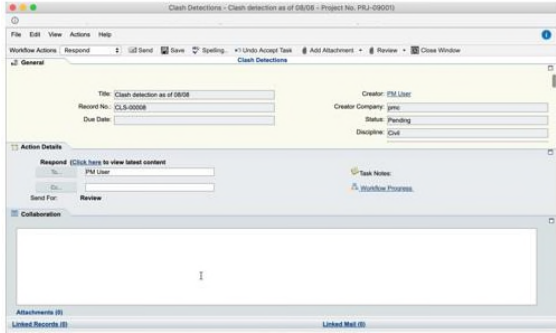 Clash Detections - Clash detection as of 08/08 - Project No. PRJ-09001)
File Edit View Actions Help
Workflow Actions Respond Send Save Spelling.. Undo Accept Task Add Attachment Review Close Window
General
Clash Detections
Title: Clash detection as of 08/08
Creator: PM User
Record No.: CLS-00008
Creator Company: pmc
Due Date:
Status: Pending
Discipline: Civil
Action Details
Respond (Click here to view latest content
To... PM User
Task Notes:
Cc...
Workflow Progress
Send For: Review
Collaboration
Attachments (0)
Linked Records (0)
Linked Mail (0)